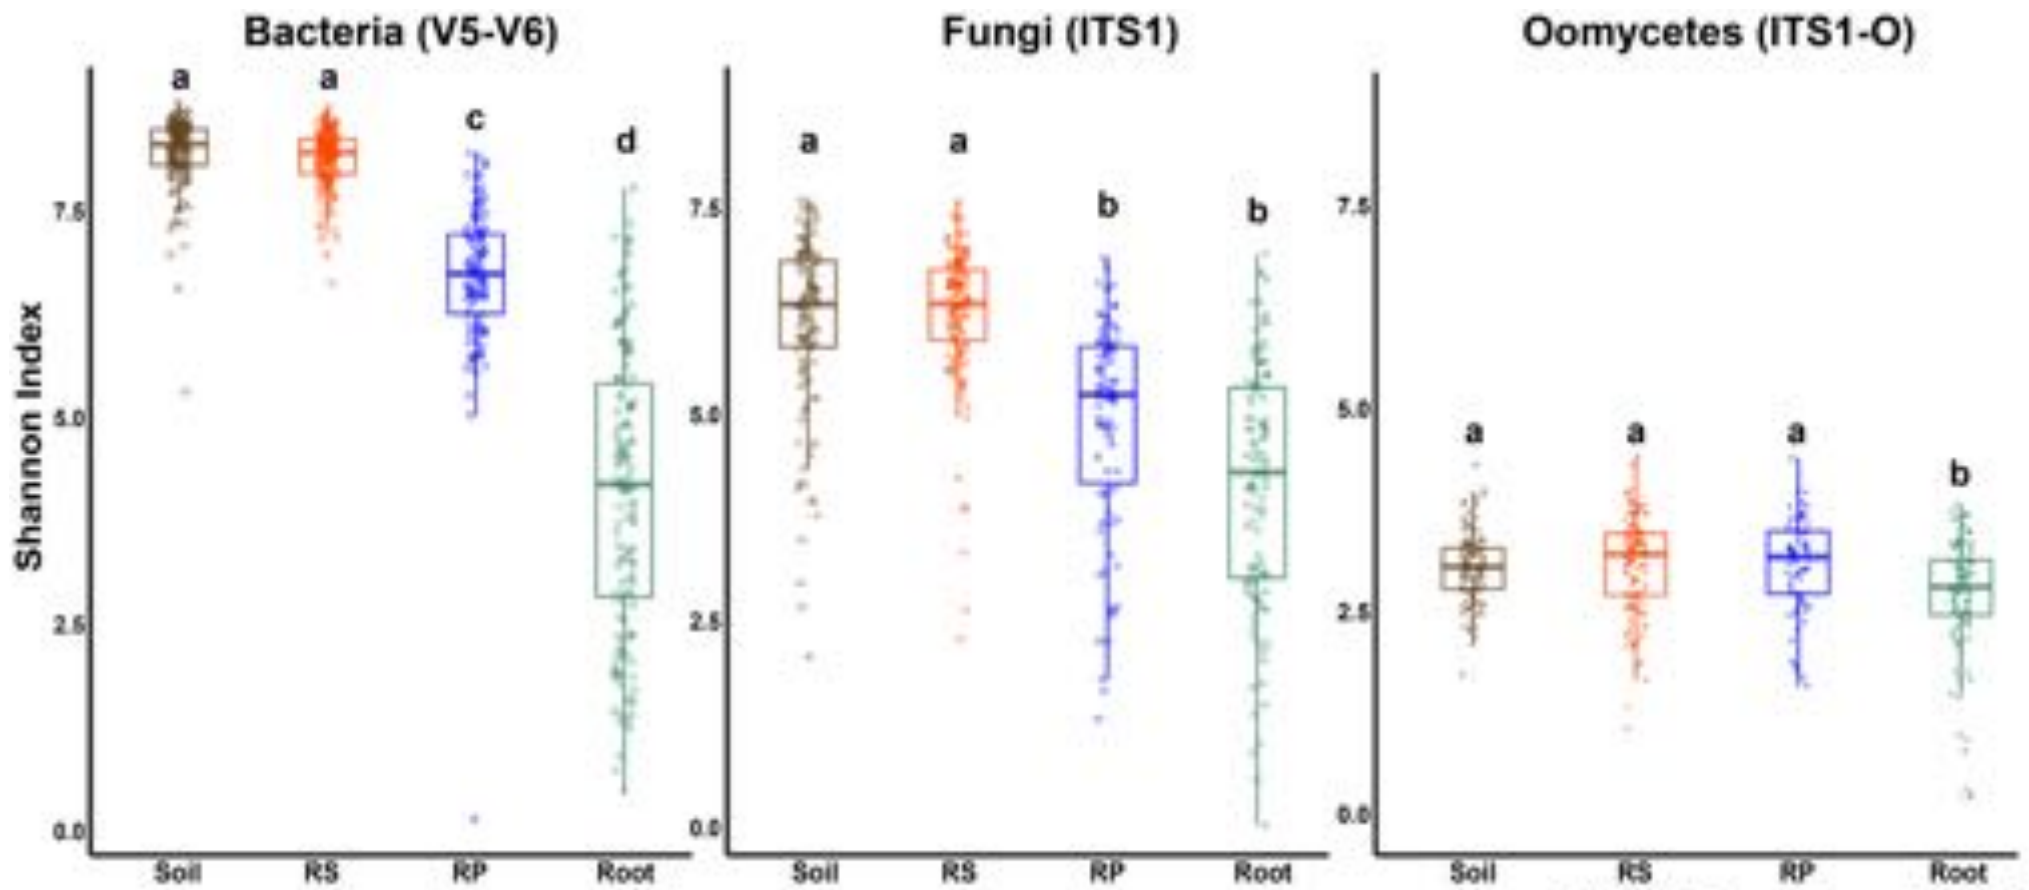 Bacteria (V5-V6)
Fungi (ITS1)
Oomycetes (ITS1-O)
Shannon Index
a a c d
7.5
5.0
2.5
0.0
Soil RS RP Root
a a b b
7.5
5.0
2.5
0.0
Soil RS RP Root
a a a b
7.5
5.0
2.5
0.0
Soil RS RP Root